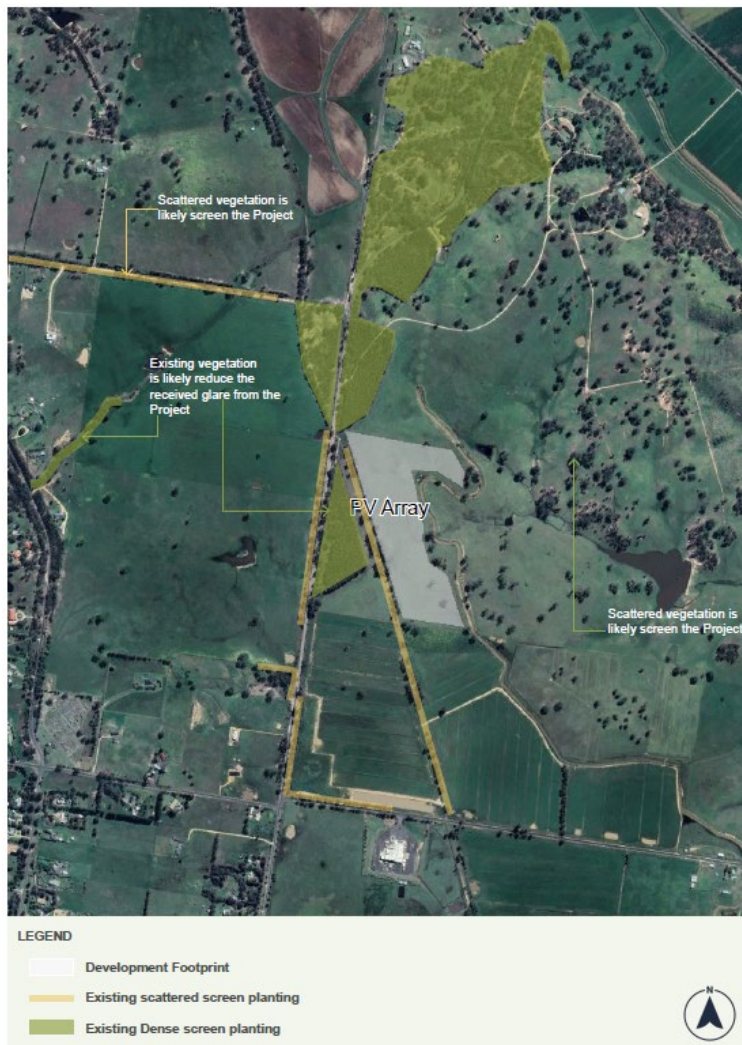 Scattered vegetation is
likely screen the Project
Existing vegetation
is likely reduce the
received glare from the
Project
PV Array
Scattered vegetation is
likely screen the Project
LEGEND
Development Footprint
Existing scattered screen planting
Existing Dense screen planting
N